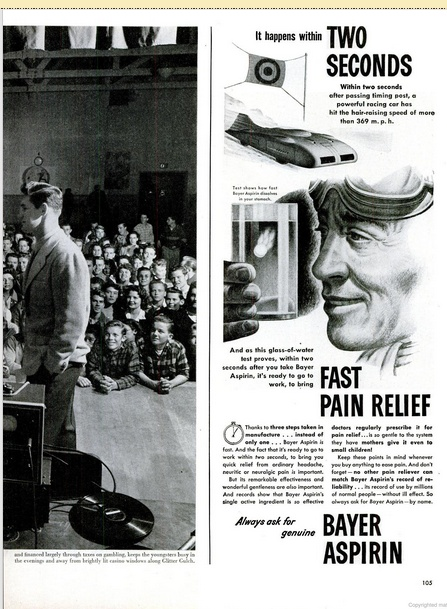 It happens within TWO
SECONDS
Within two seconds
after passing timing post, a
powerful racing car has
hit the hair-raising speed of more
than 369 m. p. h.
Test shows how fast
Bayer Aspirin dissolves
in your stomach.
And as this glass-of-water
test proves, within two
seconds after you take Bayer
Aspirin, it's ready to go
to work, to bring
FAST
PAIN RELIEF
Thanks to three steps taken in
manufacture . . . instead of
only one . . . Bayer Aspirin is
fast. And the fact that it's ready to go to
work within two seconds, to bring you
quick relief from ordinary headache,
neuritic or neuralgic pain is important.
But its remarkable effectiveness and
wonderful gentleness are also important.
And records show that Bayer Aspirin's
single active ingredient is so effective
doctors regularly prescribe it for
pain relief...is so gentle to the system
they have mothers give it even to
small children!
Keep these points in mind whenever
you buy anything to ease pain. And don't
forget—no other pain reliever can
match Bayer Aspirin's record of re-
liability . . . Its record of use by millions
of normal people—without ill effect. So
always ask for Bayer Aspirin—by name.
Always ask for
genuine BAYER
ASPIRIN
and financed largely through taxes on gambling, keeps the youngsters busy in
the evenings and away from brightly lit casino windows along Glitter Gulch.
105
Copyrighted mat